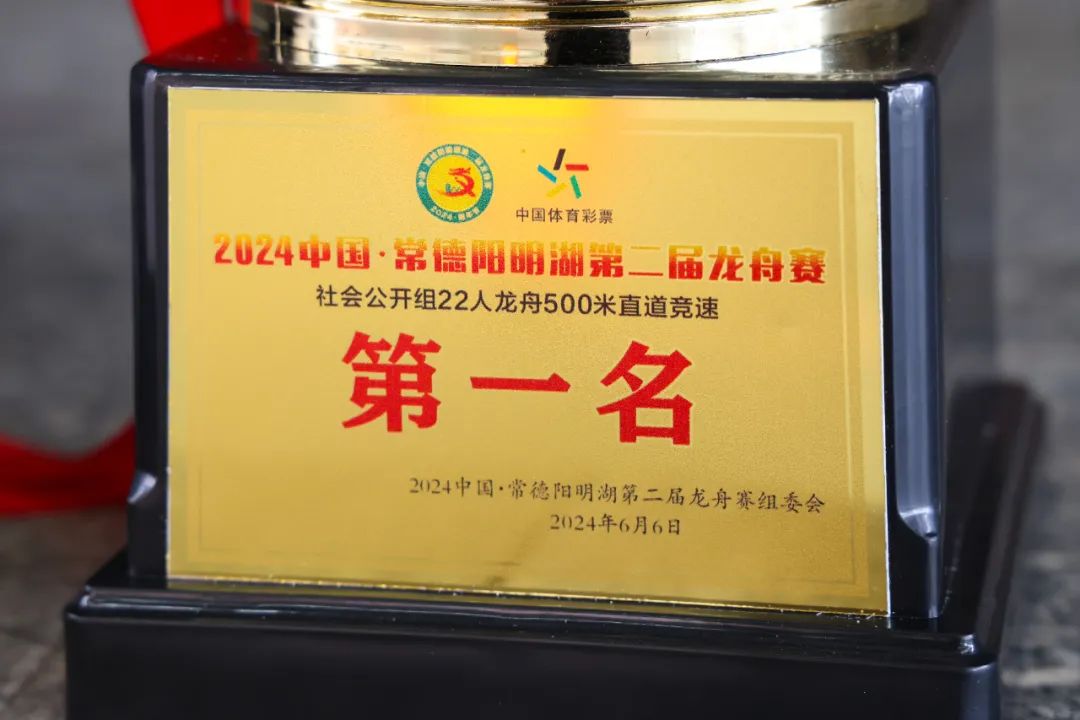 中国体育彩票
2024中国·常德阳明湖第二届龙舟赛
社会公开组22人龙舟500米直道竞速
第一名
2024中国·常德阳明湖第二届龙舟赛组委会
2024年6月6日